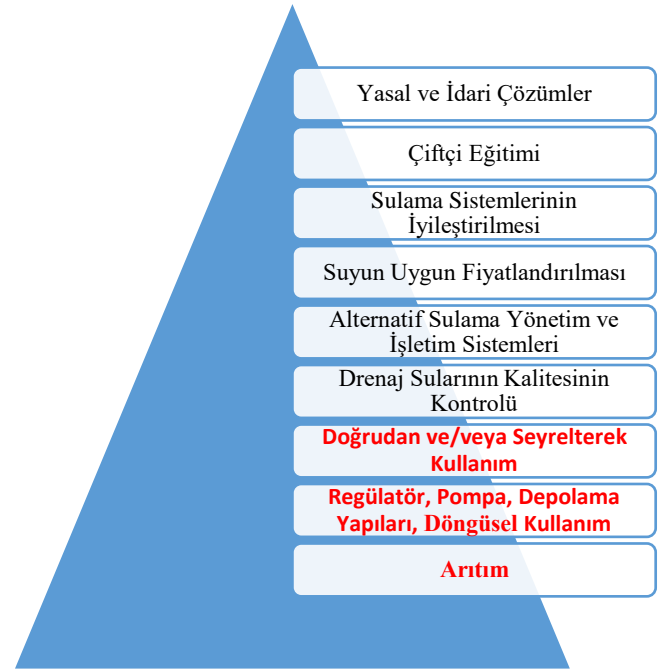 Yasal ve İdari Çözümler
Çiftçi Eğitimi
Sulama Sistemlerinin
İyileştirilmesi
Suyun Uygun Fiyatlandırılması
Alternatif Sulama Yönetim ve
İşletim Sistemleri
Drenaj Sularının Kalitesinin
Kontrolü
Doğrudan ve/veya Seyrelterek
Kullanım
Regülatör, Pompa, Depolama
Yapıları, Döngüsel Kullanım
Arıtım